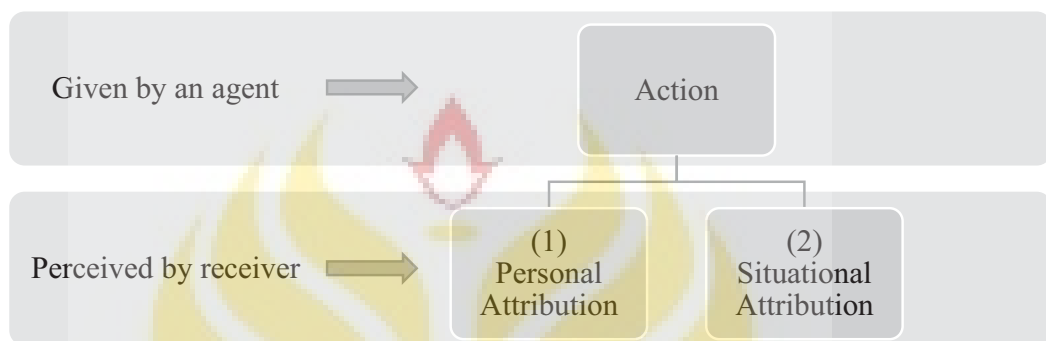 Given by an agent
Action
Perceived by receiver
(1)
Personal
Attribution
(2)
Situational
Attribution